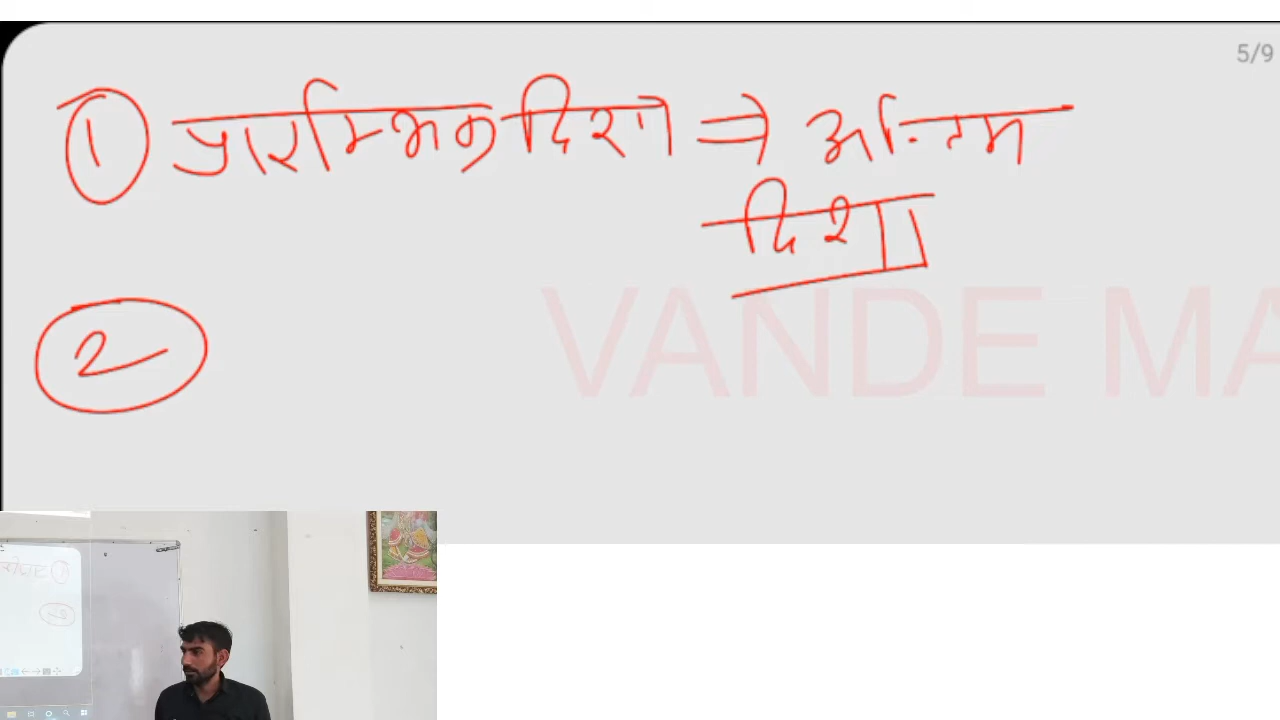 5/9
① प्रारम्भिक दिशा ⇒ अन्तिम
दिशा
②
VANDE MA